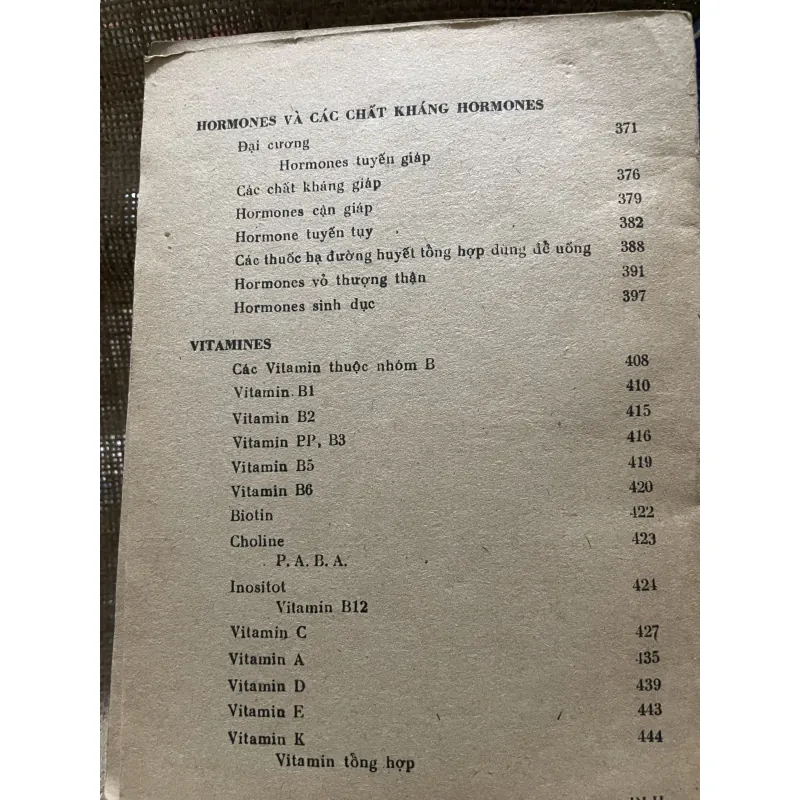 HORMONES VÀ CÁC CHẤT KHÁNG HORMONES
Đại cương 371
Hormones tuyến giáp
Các chất kháng giáp 376
Hormones cận giáp 379
Hormone tuyến tụy 382
Các thuốc hạ đường huyết tổng hợp dùng để uống 388
Hormones vỏ thượng thận 391
Hormones sinh dục 397
VITAMINES
Các Vitamin thuộc nhóm B 408
Vitamin B1 410
Vitamin B2 415
Vitamin PP, B3 416
Vitamin B5 419
Vitamin B6 420
Biotin 422
Choline 423
P. A. B. A.
Inositot 424
Vitamin B12
Vitamin C 427
Vitamin A 435
Vitamin D 439
Vitamin E 443
Vitamin K 444
Vitamin tổng hợp